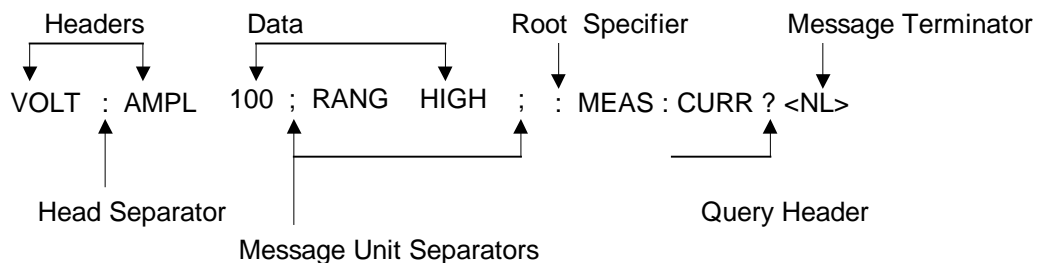 Headers Data Root Specifier Message Terminator
VOLT : AMPL 100 ; RANG HIGH ; : MEAS : CURR ? <NL>
Head Separator Query Header
Message Unit Separators